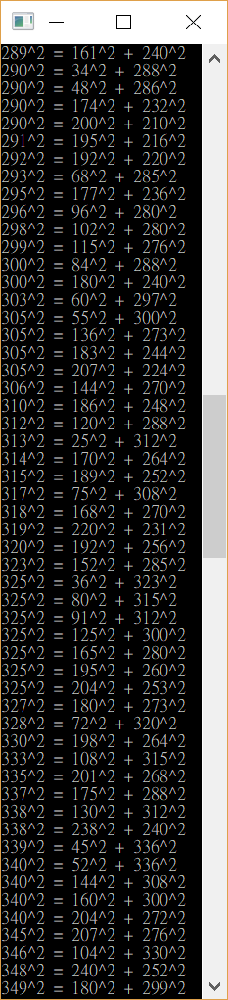 289^2 = 161^2 + 240^2
290^2 = 34^2 + 288^2
290^2 = 48^2 + 286^2
290^2 = 174^2 + 232^2
290^2 = 200^2 + 210^2
291^2 = 195^2 + 216^2
292^2 = 192^2 + 220^2
293^2 = 68^2 + 285^2
295^2 = 177^2 + 236^2
296^2 = 96^2 + 280^2
298^2 = 102^2 + 280^2
299^2 = 115^2 + 276^2
300^2 = 84^2 + 288^2
300^2 = 180^2 + 240^2
303^2 = 60^2 + 297^2
305^2 = 55^2 + 300^2
305^2 = 136^2 + 273^2
305^2 = 183^2 + 244^2
305^2 = 207^2 + 224^2
306^2 = 144^2 + 270^2
310^2 = 186^2 + 248^2
312^2 = 120^2 + 288^2
313^2 = 25^2 + 312^2
314^2 = 170^2 + 264^2
315^2 = 189^2 + 252^2
317^2 = 75^2 + 308^2
318^2 = 168^2 + 270^2
319^2 = 220^2 + 231^2
320^2 = 192^2 + 256^2
323^2 = 152^2 + 285^2
325^2 = 36^2 + 323^2
325^2 = 80^2 + 315^2
325^2 = 91^2 + 312^2
325^2 = 125^2 + 300^2
325^2 = 165^2 + 280^2
325^2 = 195^2 + 260^2
325^2 = 204^2 + 253^2
327^2 = 180^2 + 273^2
328^2 = 72^2 + 320^2
330^2 = 198^2 + 264^2
333^2 = 108^2 + 315^2
335^2 = 201^2 + 268^2
337^2 = 175^2 + 288^2
338^2 = 130^2 + 312^2
338^2 = 238^2 + 240^2
339^2 = 45^2 + 336^2
340^2 = 52^2 + 336^2
340^2 = 144^2 + 308^2
340^2 = 160^2 + 300^2
340^2 = 204^2 + 272^2
345^2 = 207^2 + 276^2
346^2 = 104^2 + 330^2
348^2 = 240^2 + 252^2
349^2 = 180^2 + 299^2